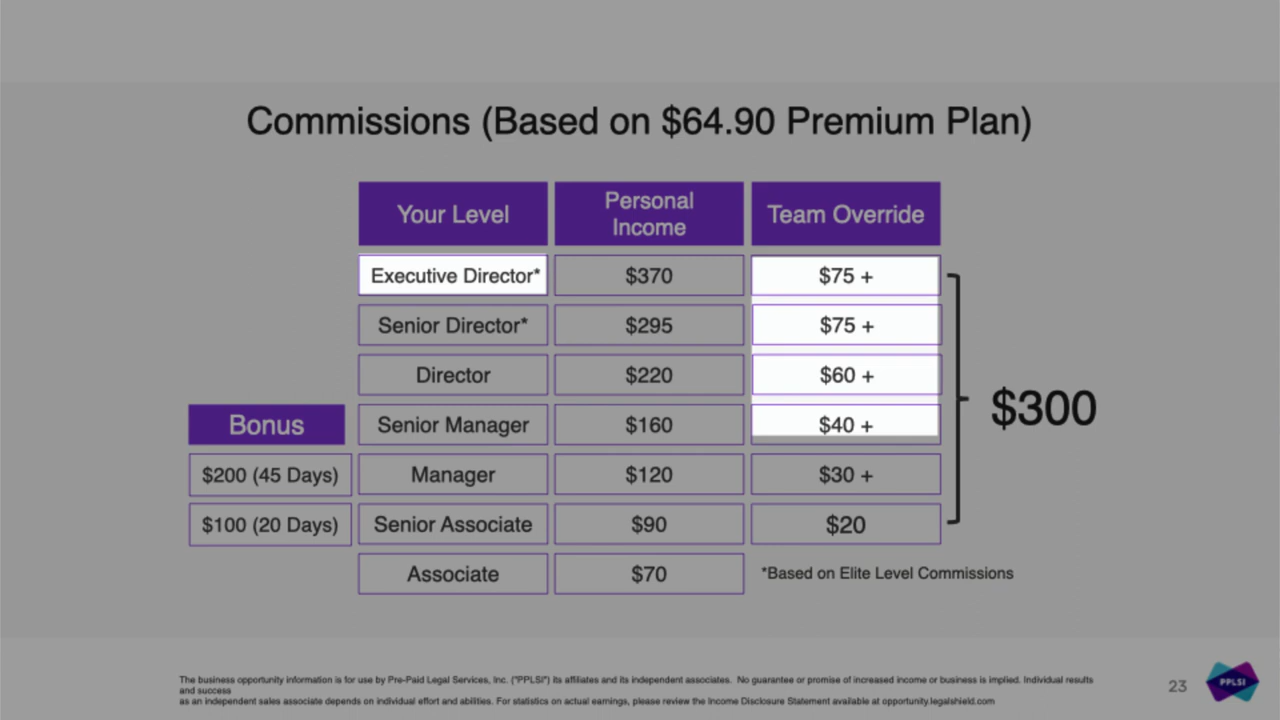 Commissions (Based on $64.90 Premium Plan)
Your Level
Personal
Income
Team Override
Executive Director*
$370
$75 +
Senior Director*
$295
$75 +
Director
$220
$60 +
$300
Bonus
Senior Manager
$160
$40 +
$200 (45 Days)
Manager
$120
$30 +
$100 (20 Days)
Senior Associate
$90
$20
Associate
$70
*Based on Elite Level Commissions
The business opportunity information is for use by Pre-Paid Legal Services, Inc. ("PPLSI") its affiliates and its independent associates.  No guarantee or promise of increased income or business is implied. Individual results
and success
as an independent sales associate depends on individual effort and abilities. For statistics on actual earnings, please review the Income Disclosure Statement available at opportunity.legalshield.com
23
PPLSI